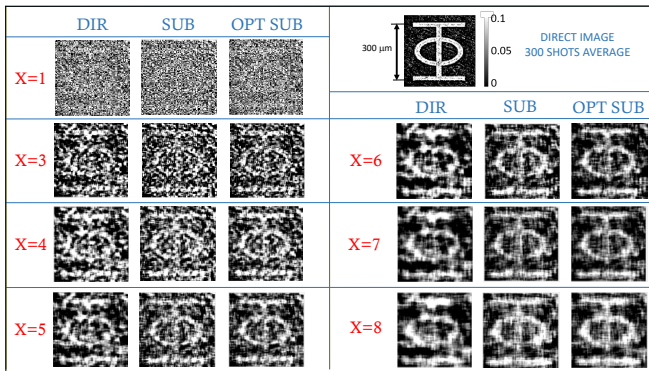 DIR SUB OPT SUB
X=1
X=3
X=4
X=5
300 μm
0.1
0.05
0
DIRECT IMAGE
300 SHOTS AVERAGE
DIR SUB OPT SUB
X=6
X=7
X=8